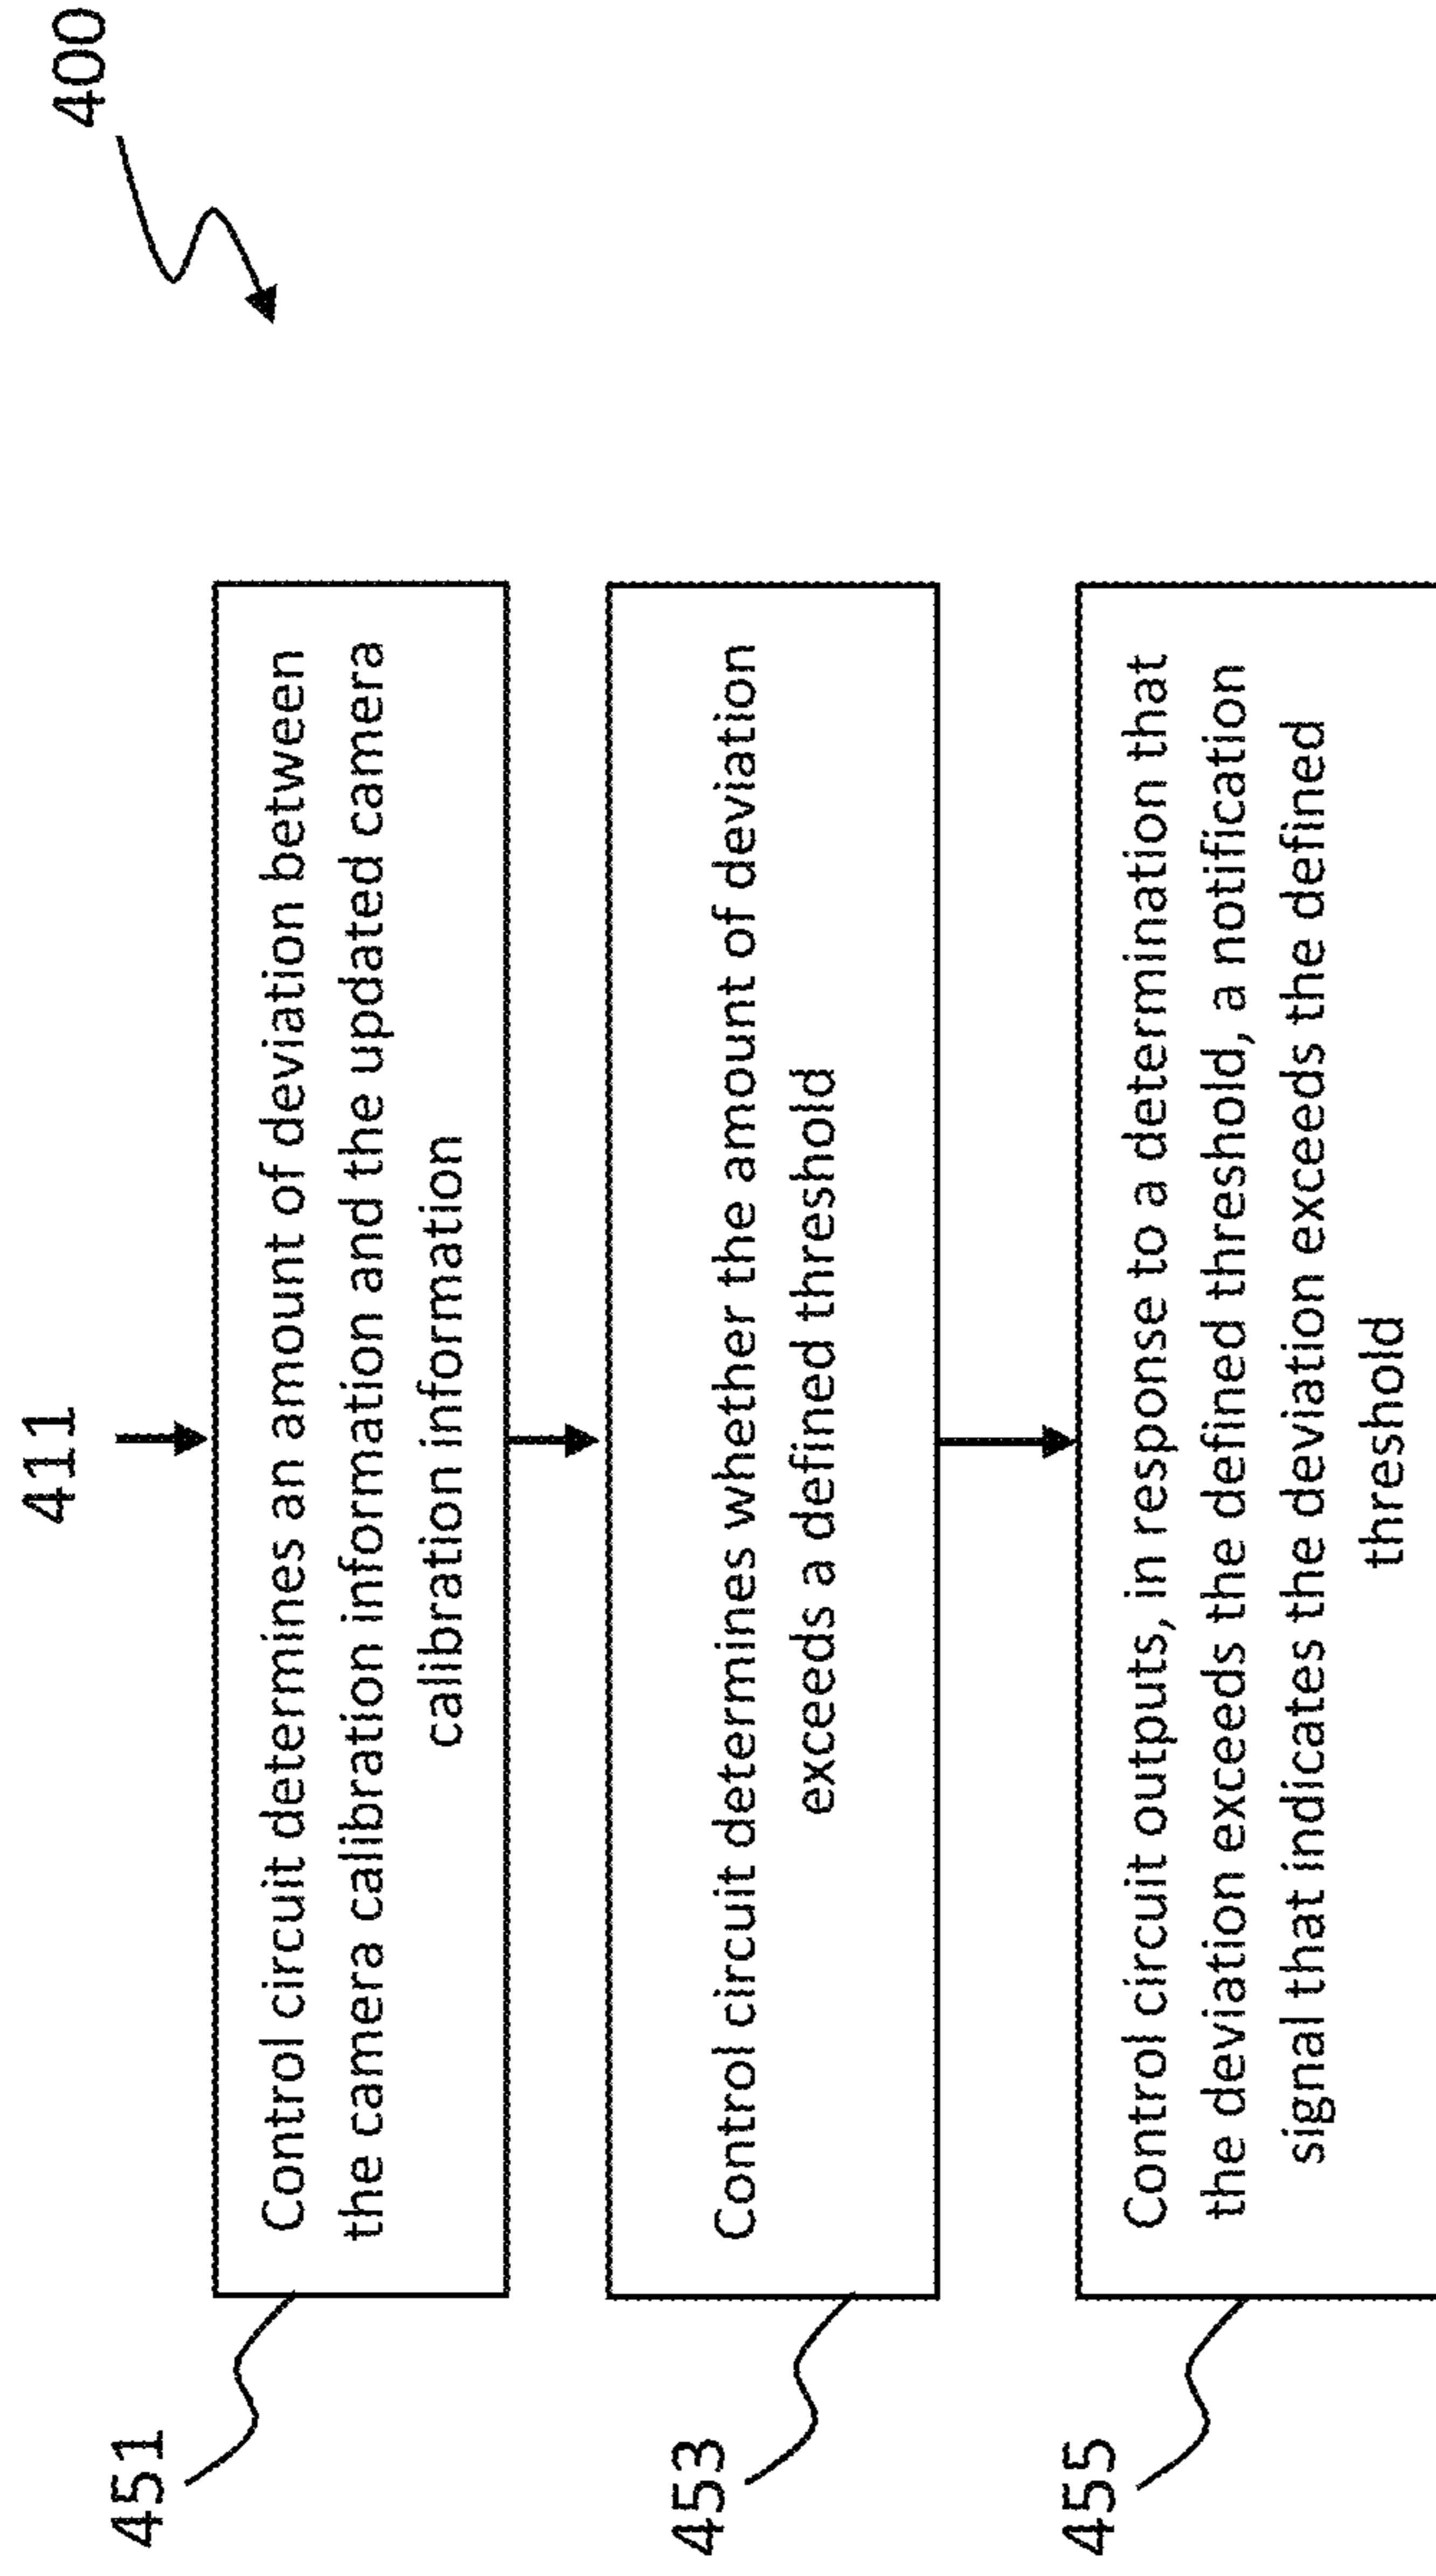 400
411
451
Control circuit determines an amount of deviation between
the camera calibration information and the updated camera
calibration information
453
Control circuit determines whether the amount of deviation
exceeds a defined threshold
455
Control circuit outputs, in response to a determination that
the deviation exceeds the defined threshold, a notification
signal that indicates the deviation exceeds the defined
threshold